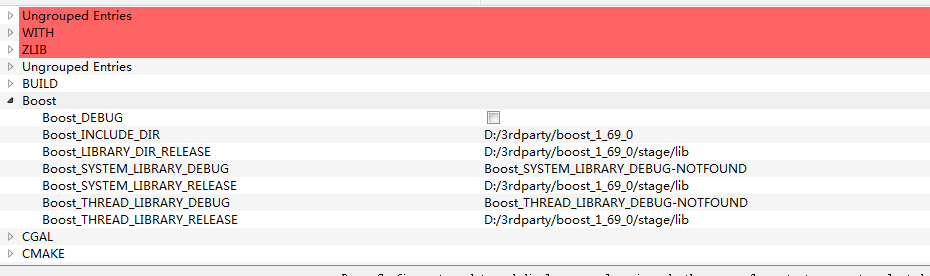 Ungrouped Entries
WITH
ZLIB
Ungrouped Entries
BUILD
Boost
Boost_DEBUG
Boost_INCLUDE_DIR D:/3rdparty/boost_1_69_0
Boost_LIBRARY_DIR_RELEASE D:/3rdparty/boost_1_69_0/stage/lib
Boost_SYSTEM_LIBRARY_DEBUG Boost_SYSTEM_LIBRARY_DEBUG-NOTFOUND
Boost_SYSTEM_LIBRARY_RELEASE D:/3rdparty/boost_1_69_0/stage/lib
Boost_THREAD_LIBRARY_DEBUG Boost_THREAD_LIBRARY_DEBUG-NOTFOUND
Boost_THREAD_LIBRARY_RELEASE D:/3rdparty/boost_1_69_0/stage/lib
CGAL
CMAKE